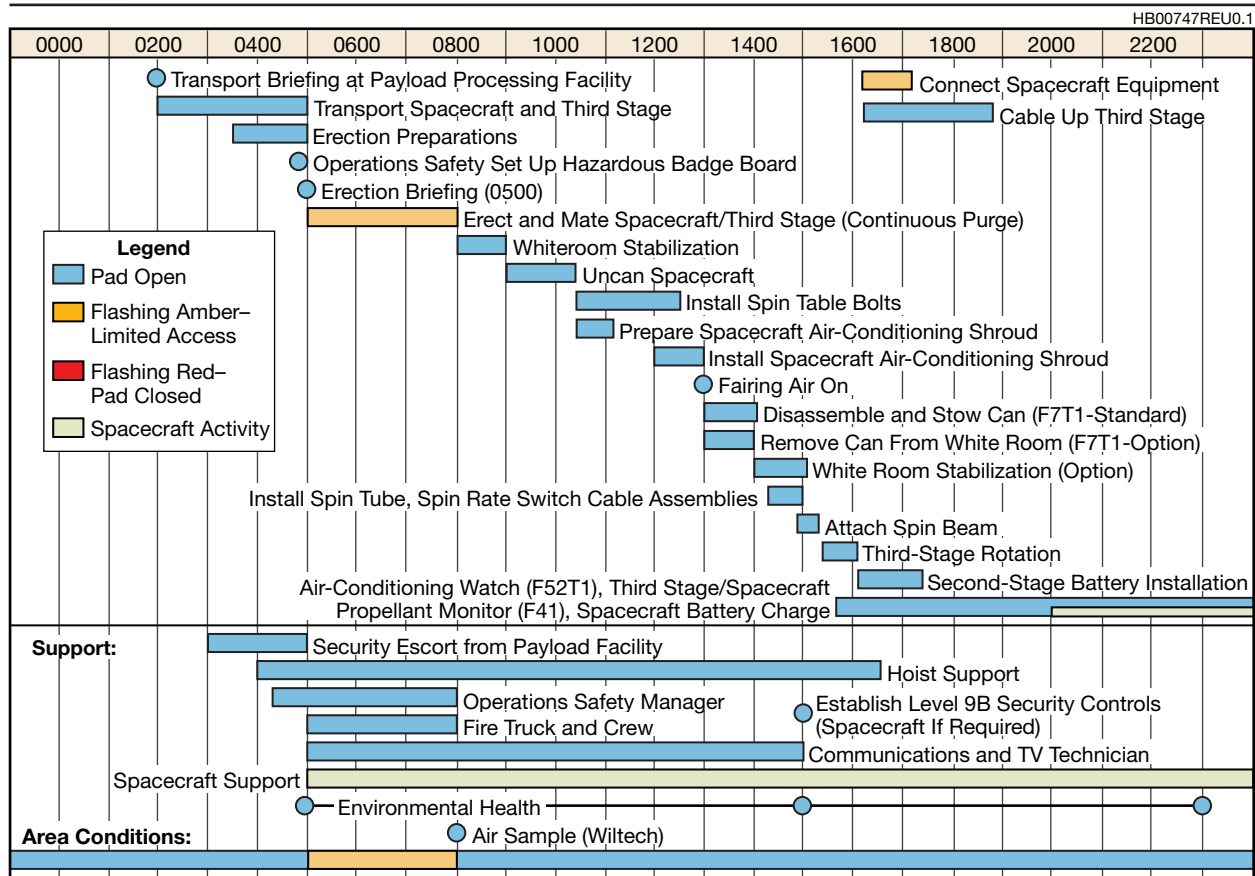 HB00747REU0.1
0000 0200 0400 0600 0800 1000 1200 1400 1600 1800 2000 2200
Transport Briefing at Payload Processing Facility
Connect Spacecraft Equipment
Transport Spacecraft and Third Stage
Cable Up Third Stage
Erection Preparations
Operations Safety Set Up Hazardous Badge Board
Erection Briefing (0500)
Erect and Mate Spacecraft/Third Stage (Continuous Purge)
Legend
Pad Open
Flashing Amber–
Limited Access
Flashing Red–
Pad Closed
Spacecraft Activity
Whiteroom Stabilization
Uncan Spacecraft
Install Spin Table Bolts
Prepare Spacecraft Air-Conditioning Shroud
Install Spacecraft Air-Conditioning Shroud
Fairing Air On
Disassemble and Stow Can (F7T1-Standard)
Remove Can From White Room (F7T1-Option)
White Room Stabilization (Option)
Install Spin Tube, Spin Rate Switch Cable Assemblies
Attach Spin Beam
Third-Stage Rotation
Second-Stage Battery Installation
Air-Conditioning Watch (F52T1), Third Stage/Spacecraft
Propellant Monitor (F41), Spacecraft Battery Charge
Support:
Security Escort from Payload Facility
Hoist Support
Operations Safety Manager
Establish Level 9B Security Controls
(Spacecraft If Required)
Fire Truck and Crew
Communications and TV Technician
Spacecraft Support
Environmental Health
Area Conditions:
Air Sample (Wiltech)